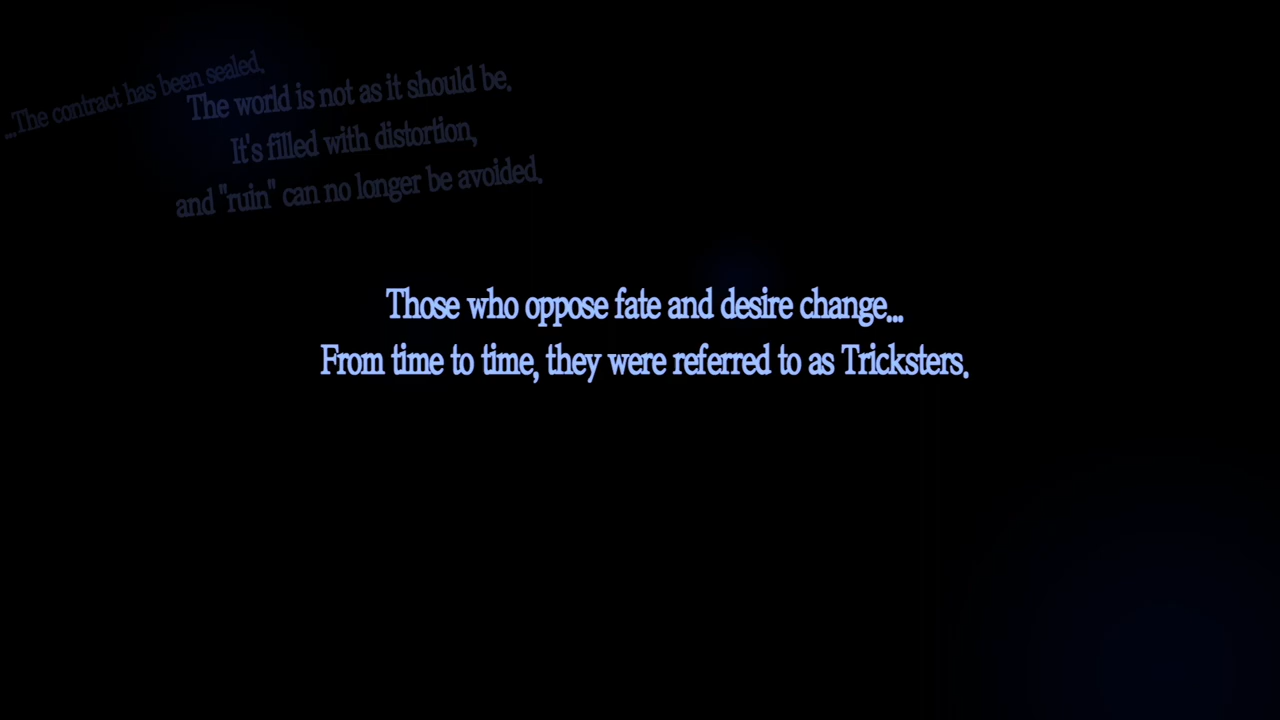 ...The contract has been sealed.
The world is not as it should be.
It's filled with distortion,
and "ruin" can no longer be avoided.
Those who oppose fate and desire change...
From time to time, they were referred to as Tricksters.